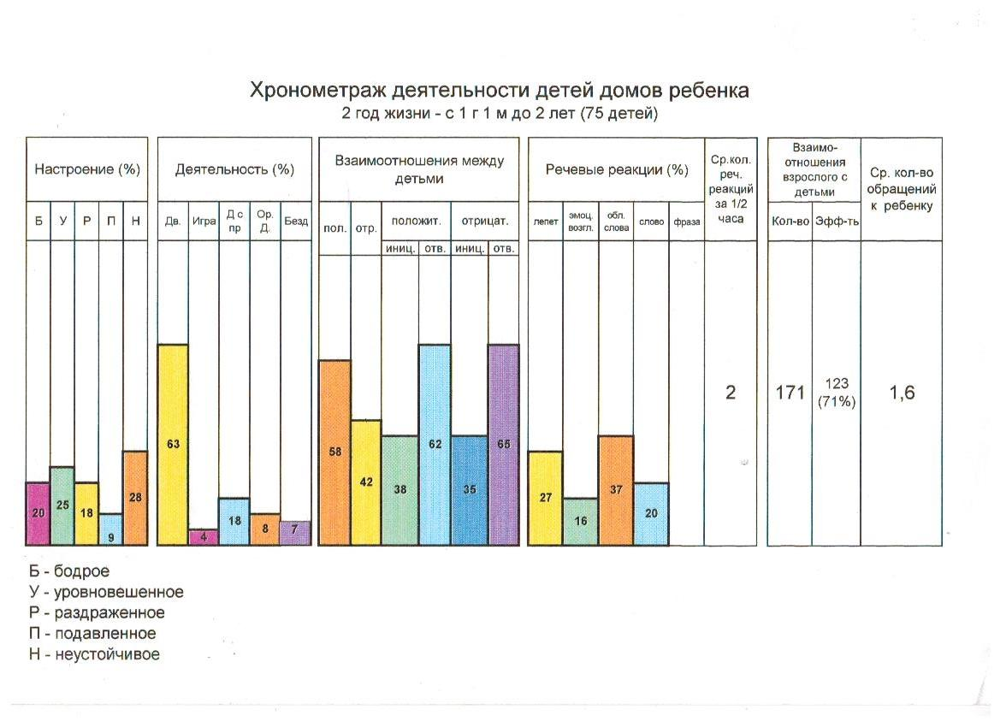 Хронометраж деятельности детей домов ребенка
2 год жизни - с 1 г 1 м до 2 лет (75 детей)
Настроение (%)
Б У Р П Н
20 25 18 9 28
Деятельность (%)
Дв. Игра Д с пр Ор. Д. Безд
63 4 18 8 7
Взаимоотношения между
детьми
пол. отр. положит. отрицат.
иниц. отв. иниц. отв.
58 42 38 62 35 65
Речевые реакции (%)
лепет эмоц. возгл. обл. слова слово фраза
27 16 37 20
Ср.кол.
реч.
реакций
за 1/2
часа
2
Взаимо-
отношения
взрослого с
детьми
Кол-во Эфф-ть
171 123
(71%)
Ср. кол-во
обращений
к ребенку
1,6
Б - бодрое
У - уровновешенное
Р - раздраженное
П - подавленное
Н - неустойчивое